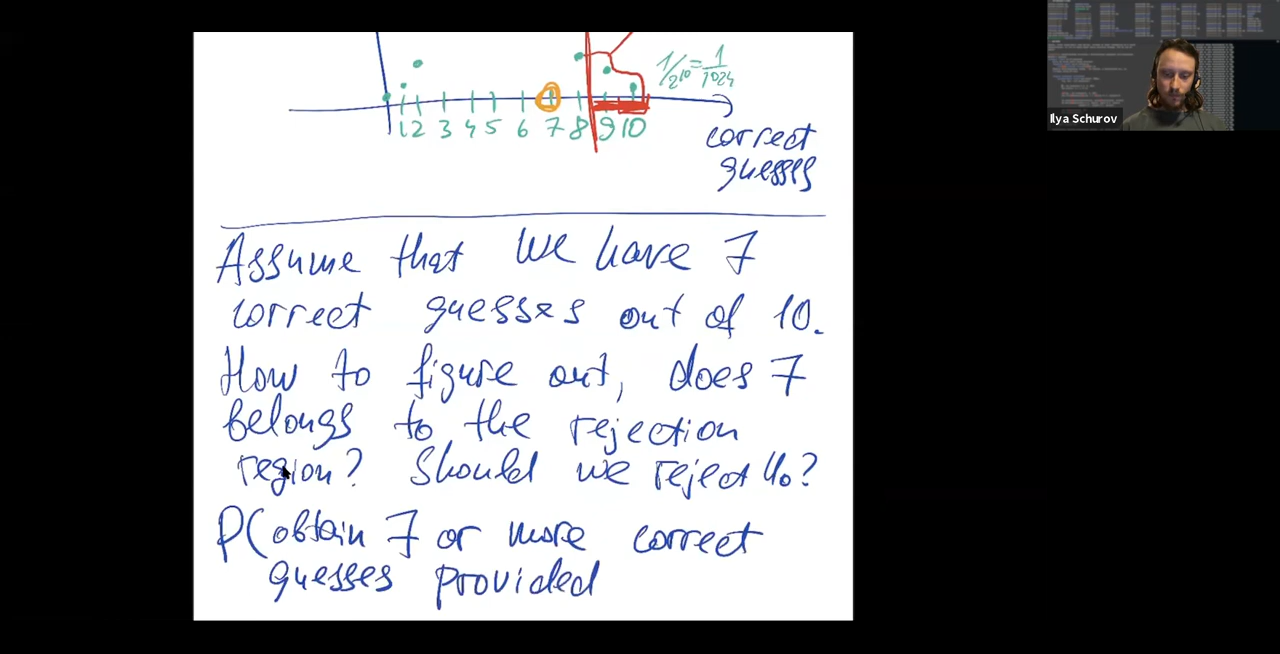 1/2^10 = 1/1024
1 2 3 4 5 6 7 8 9 10
correct
guesses
Ilya Schurov
Assume that we have 7
correct guesses out of 10.
How to figure out, does 7
belongs to the rejection
region? Should we reject H₀?
P(obtain 7 or more correct
guesses provided